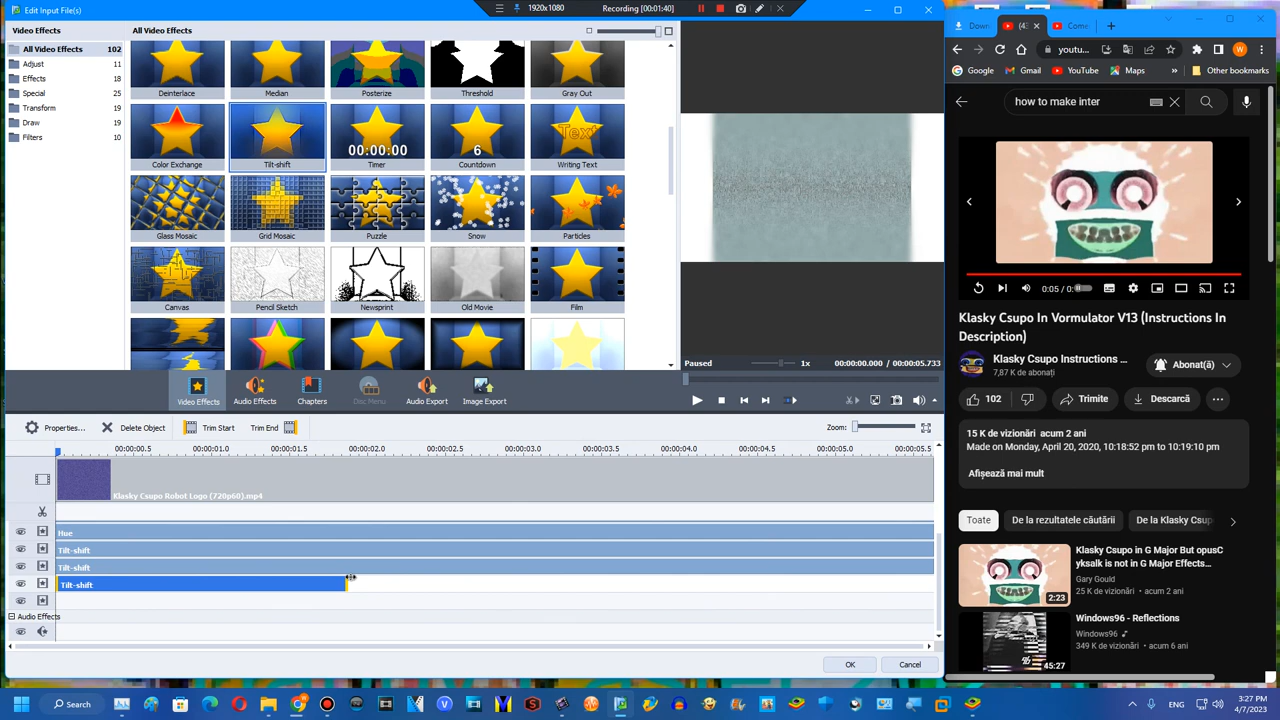 Edit Input File(s)
1920x1080
Recording [00:01:40]
Video Effects
All Video Effects
All Video Effects 102
Adjust 11
Effects 18
Special 25
Transform 19
Draw 19
Filters 10
Deinterlace
Median
Posterize
Threshold
Gray Out
Color Exchange
Tilt-shift
00:00:00
Timer
6
Countdown
Text
Writing Text
Glass Mosaic
Grid Mosaic
Puzzle
Snow
Particles
Canvas
Pencil Sketch
Newsprint
Old Movie
Film
Paused
1x
00:00:00.000 / 00:00:05.733
Video Effects
Audio Effects
Chapters
Disc Menu
Audio Export
Image Export
Properties...
Delete Object
Trim Start
Trim End
Zoom:
00:00:00.5
00:00:01.0
00:00:01.5
00:00:02.0
00:00:02.5
00:00:03.0
00:00:03.5
00:00:04.0
00:00:04.5
00:00:05.0
00:00:05.5
Klasky Csupo Robot Logo (720p60).mp4
Hue
Tilt-shift
Tilt-shift
Tilt-shift
Audio Effects
OK
Cancel
Down
Come
youtu...
W
Google
Gmail
YouTube
Maps
»
Other bookmarks
how to make inter
0:05 / 0:
Klasky Csupo In Vormulator V13 (Instructions In
Description)
Klasky Csupo Instructions ...
7,87 K de abonați
Abonat(ă)
102
Trimite
Descarcă
15 K de vizionări acum 2 ani
Made on Monday, April 20, 2020, 10:18:52 pm to 10:19:10 pm
Afișează mai mult
Toate
De la rezultatele căutării
De la Klasky Csup
Klasky Csupo in G Major But opusC
yksalk is not in G Major Effects...
Gary Gould
25 K de vizionări • acum 2 ani
2:23
Windows96 - Reflections
Windows96
349 K de vizionări • acum 6 ani
45:27
Search
3:27 PM
4/7/2023